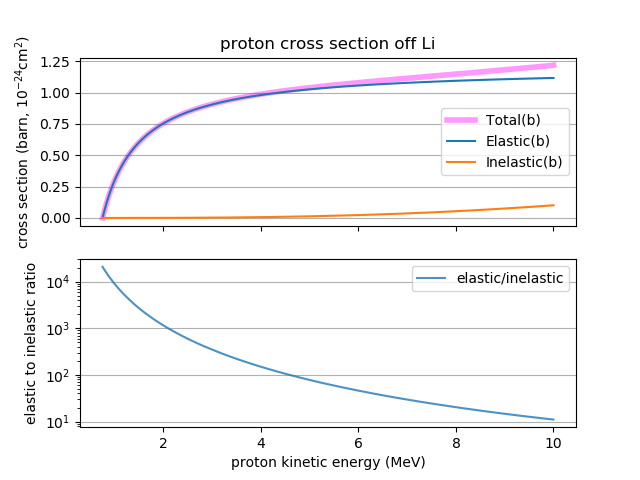 proton cross section off Li
cross section (barn, 10⁻²⁴cm²)
1.25
1.00
0.75
0.50
0.25
0.00
Total(b)
Elastic(b)
Inelastic(b)
elastic to inelastic ratio
10⁴
10³
10²
10¹
elastic/inelastic
2 4 6 8 10
proton kinetic energy (MeV)